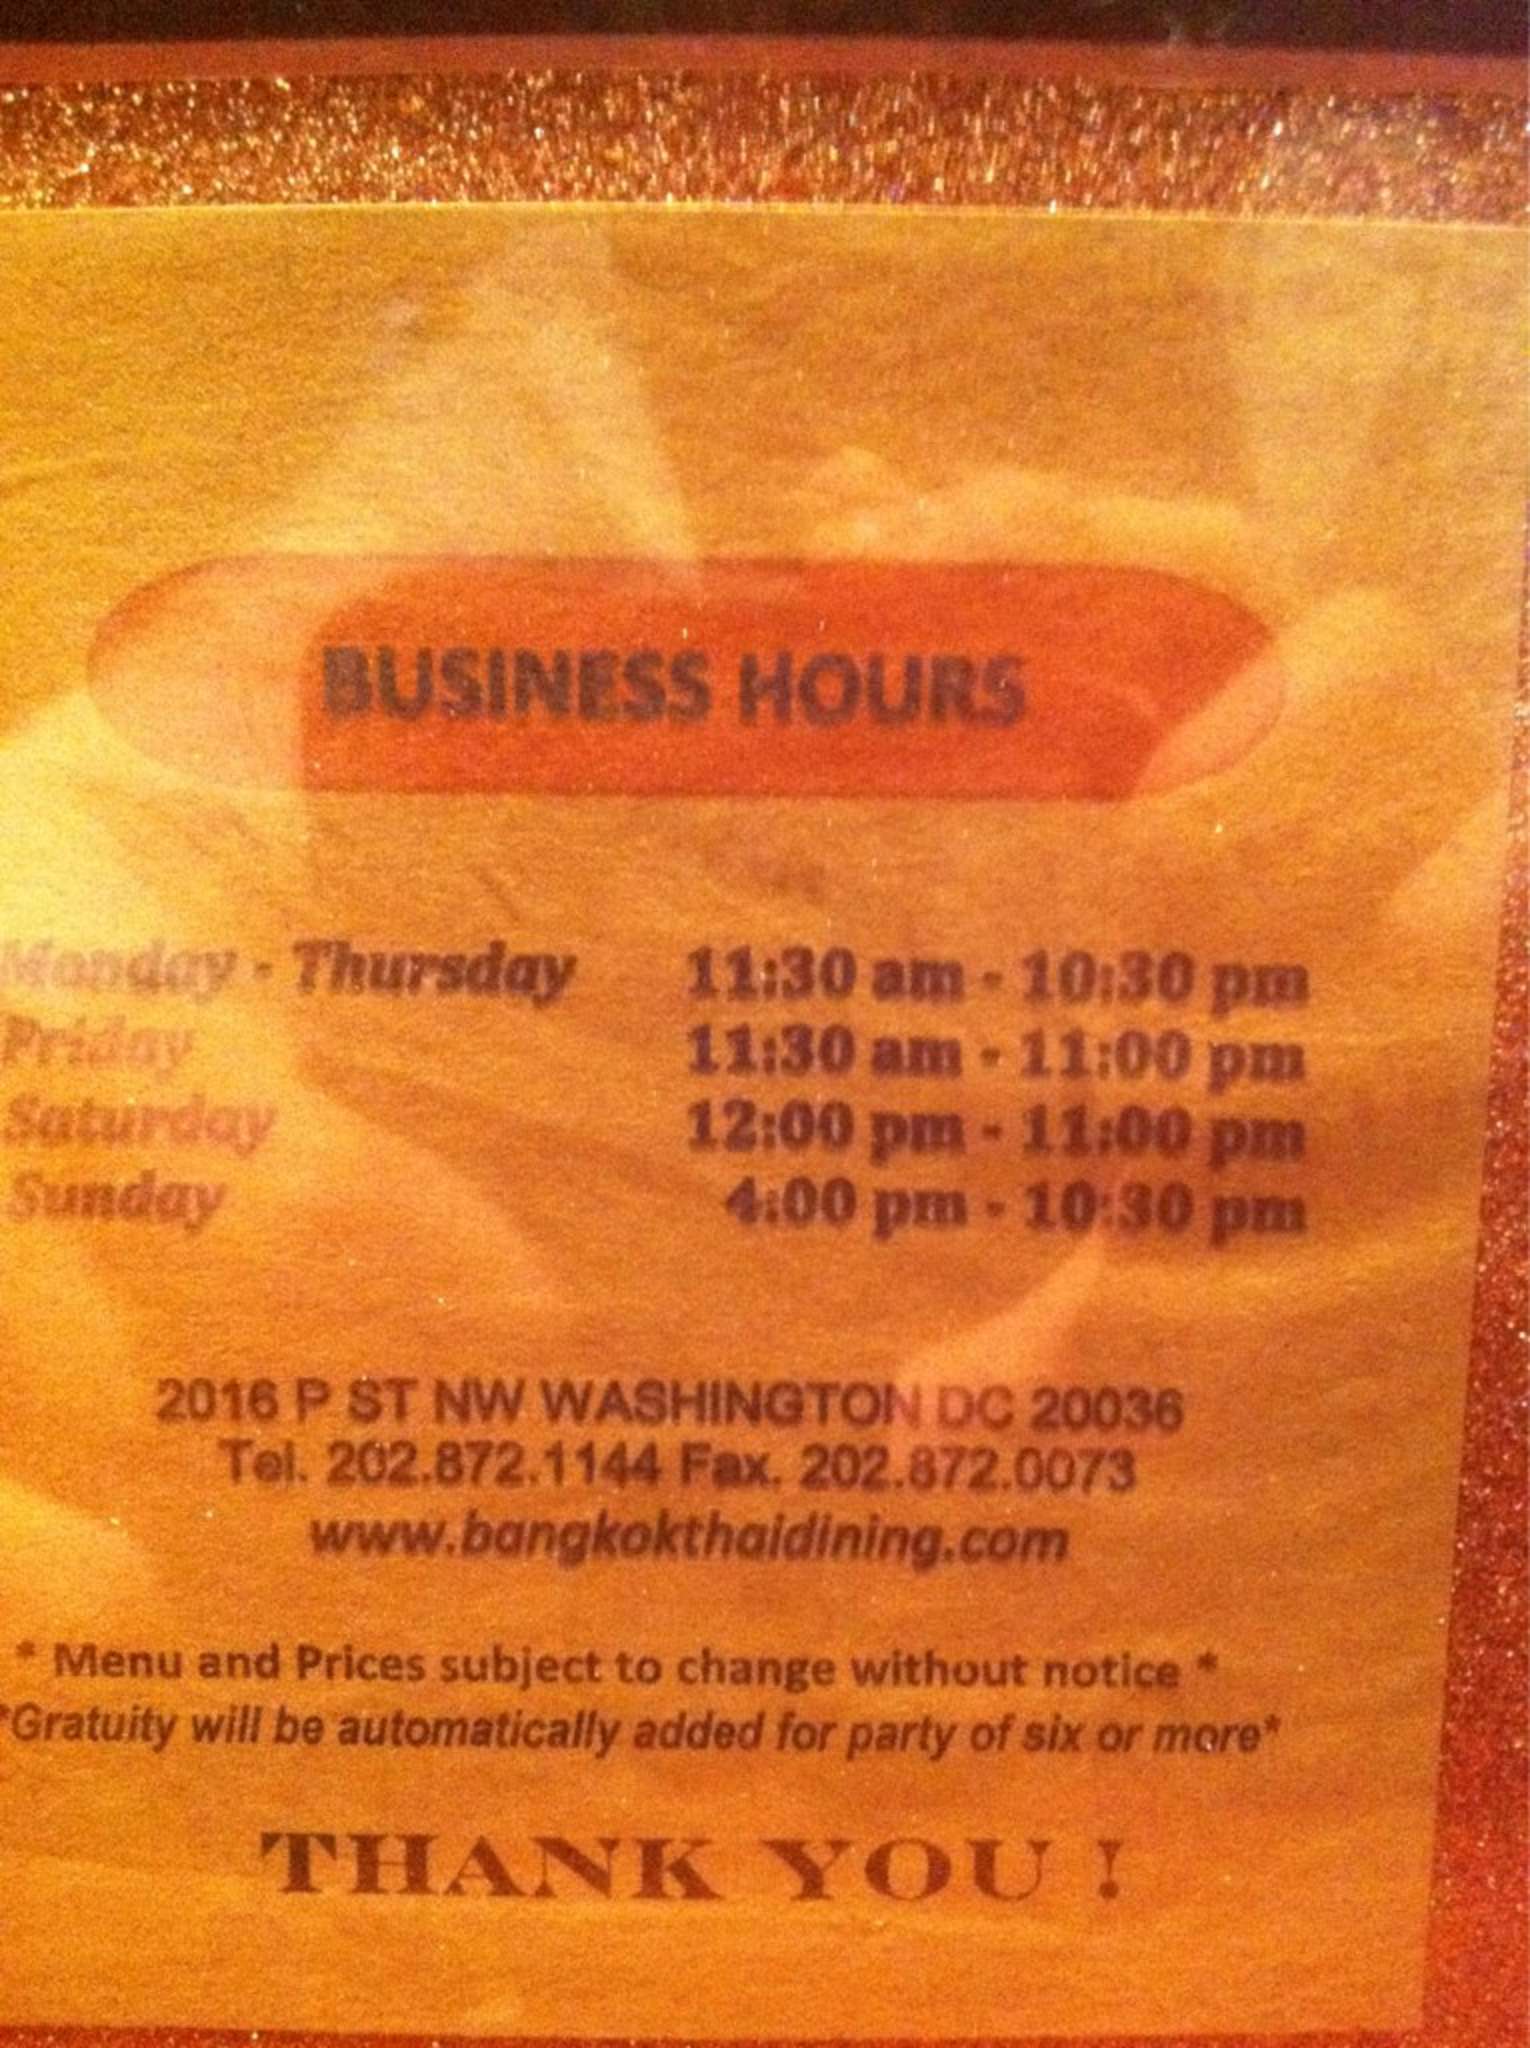 BUSINESS HOURS
Monday - Thursday 11:30 am - 10:30 pm
Friday 11:30 am - 11:00 pm
Saturday 12:00 pm - 11:00 pm
Sunday 4:00 pm - 10:30 pm
2016 P ST NW WASHINGTON DC 20036
Tel. 202.872.1144 Fax. 202.872.0073
www.bangkokthaidining.com
* Menu and Prices subject to change without notice *
*Gratuity will be automatically added for party of six or more*
THANK YOU !